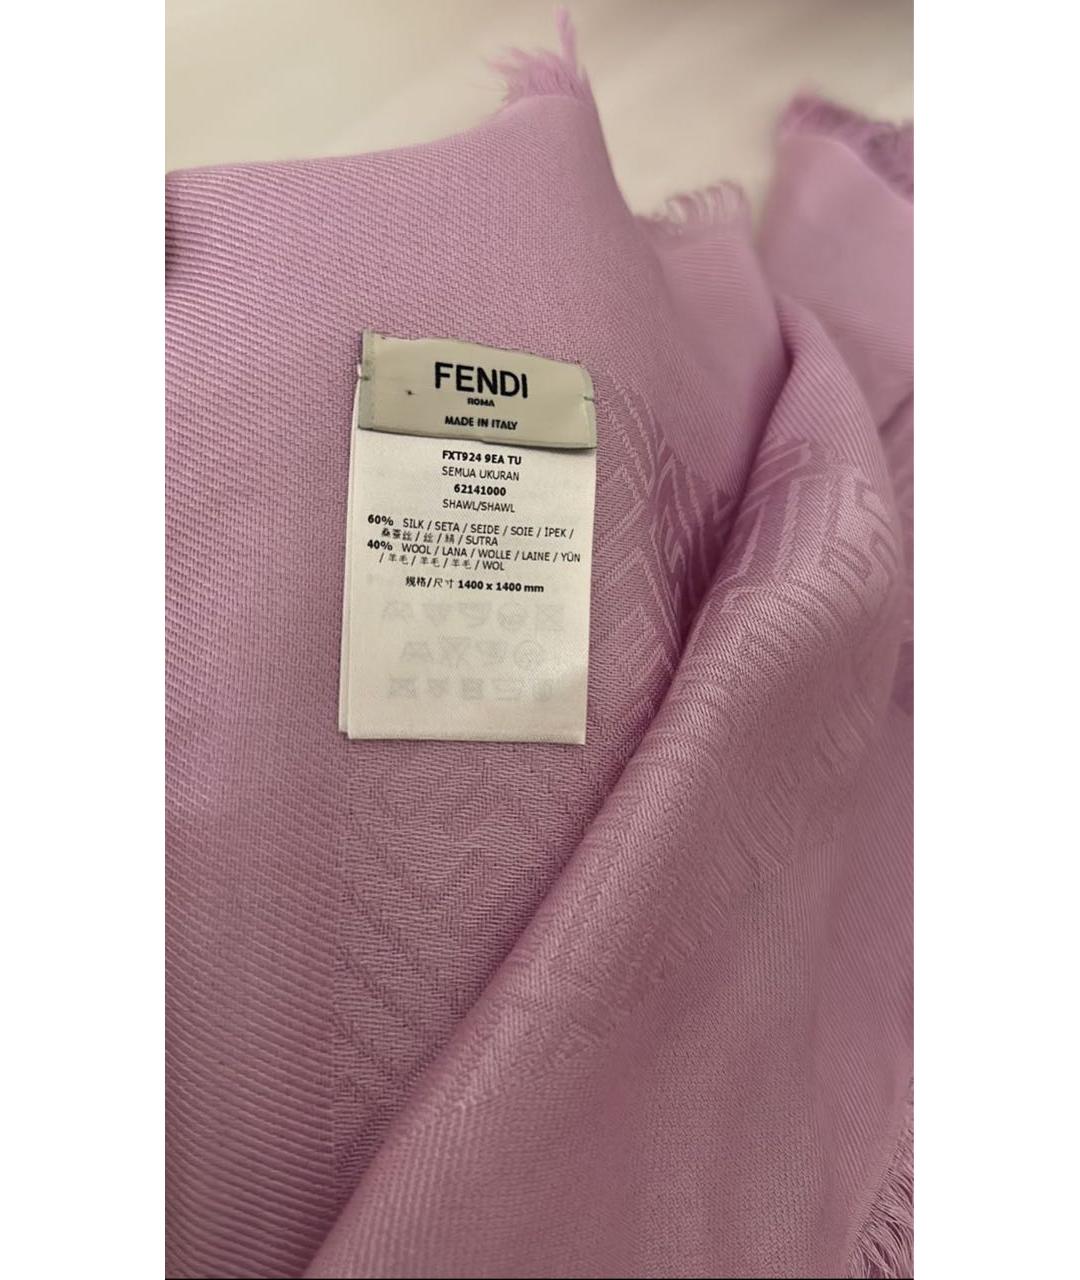 FENDI
ROMA
MADE IN ITALY
FXT924 9EA TU
SEMUA UKURAN
62141000
SHAWL/SHAWL
60% SILK / SETA / SEIDE / SOIE / İPEK /
桑蚕丝 / 丝 / 絹 / SUTRA
40% WOOL / LANA / WOLLE / LAINE / YÜN
/ 羊毛 / 羊毛 / 羊毛 / WOL
规格/尺寸 1400 x 1400 mm